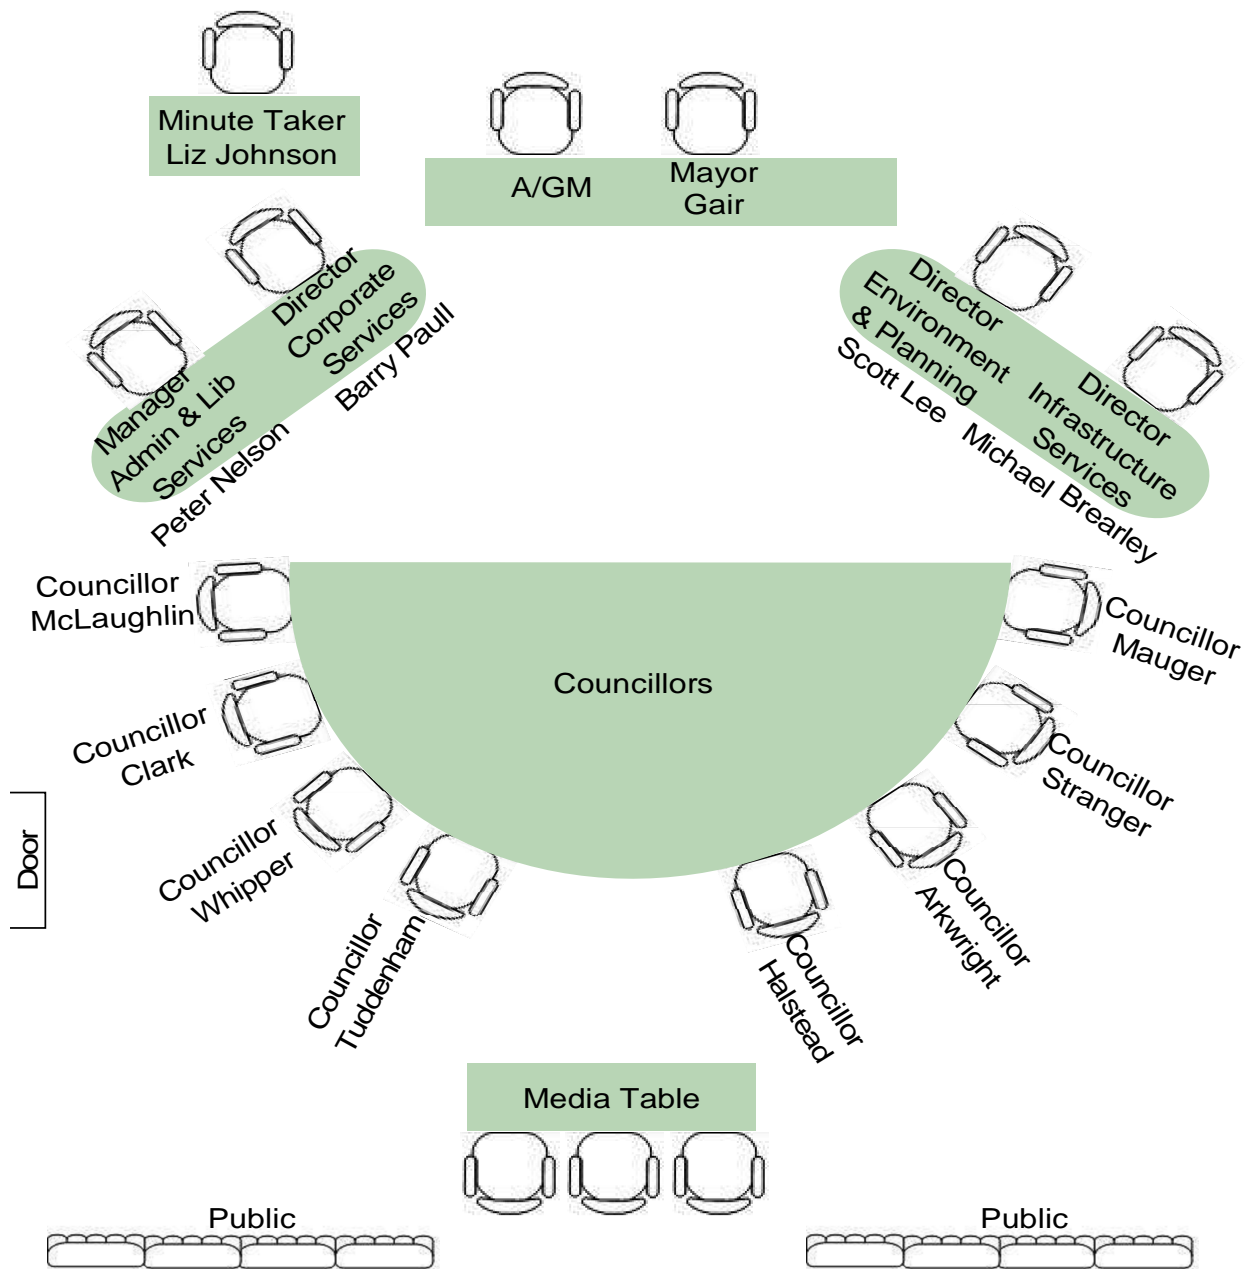 Minute Taker
Liz Johnson
A/GM
Mayor
Gair
Director
Corporate
Services
Barry Paull
Manager
Admin & Lib
Services
Peter Nelson
Director
Environment
& Planning
Scott Lee
Director
Infrastructure
Services
Michael Brearley
Councillor
McLaughlin
Councillor
Clark
Councillor
Whipper
Councillor
Tuddenham
Councillors
Councillor
Mauger
Councillor
Stranger
Councillor
Arkwright
Councillor
Halstead
Door
Media Table
Public
Public